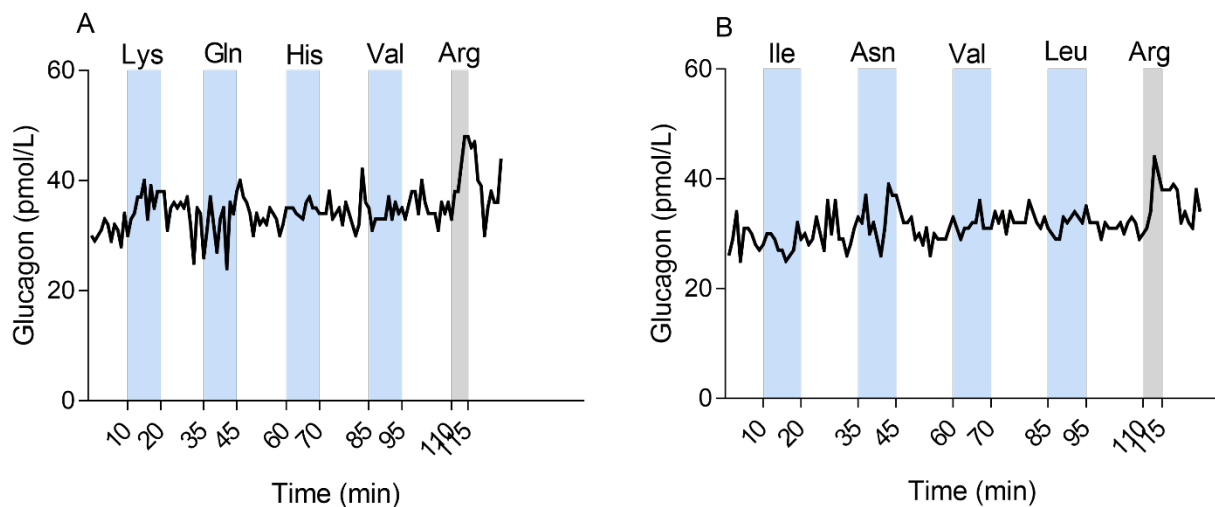 A
Lys Gln His Val Arg
Glucagon (pmol/L)
60
40
20
0
10 20 35 45 60 70 85 95 110 115
Time (min)
B
Ile Asn Val Leu Arg
Glucagon (pmol/L)
60
40
20
0
10 20 35 45 60 70 85 95 110 115
Time (min)